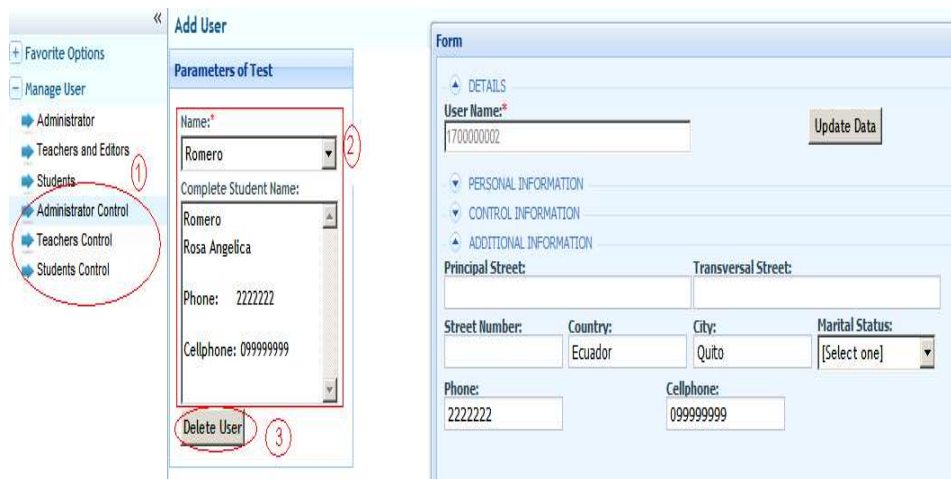 «
Favorite Options
Manage User
Administrator
Teachers and Editors
Students
Administrator Control
Teachers Control
Students Control
1
Add User
Parameters of Test
Name:*
Romero
2
Complete Student Name:
Romero
Rosa Angelica
Phone: 2222222
Cellphone: 099999999
Delete User
3
Form
DETAILS
User Name:*
1700000002
Update Data
PERSONAL INFORMATION
CONTROL INFORMATION
ADDITIONAL INFORMATION
Principal Street: Transversal Street:
Street Number: Country: City: Marital Status:
Ecuador Quito [Select one]
Phone: Cellphone:
2222222 099999999